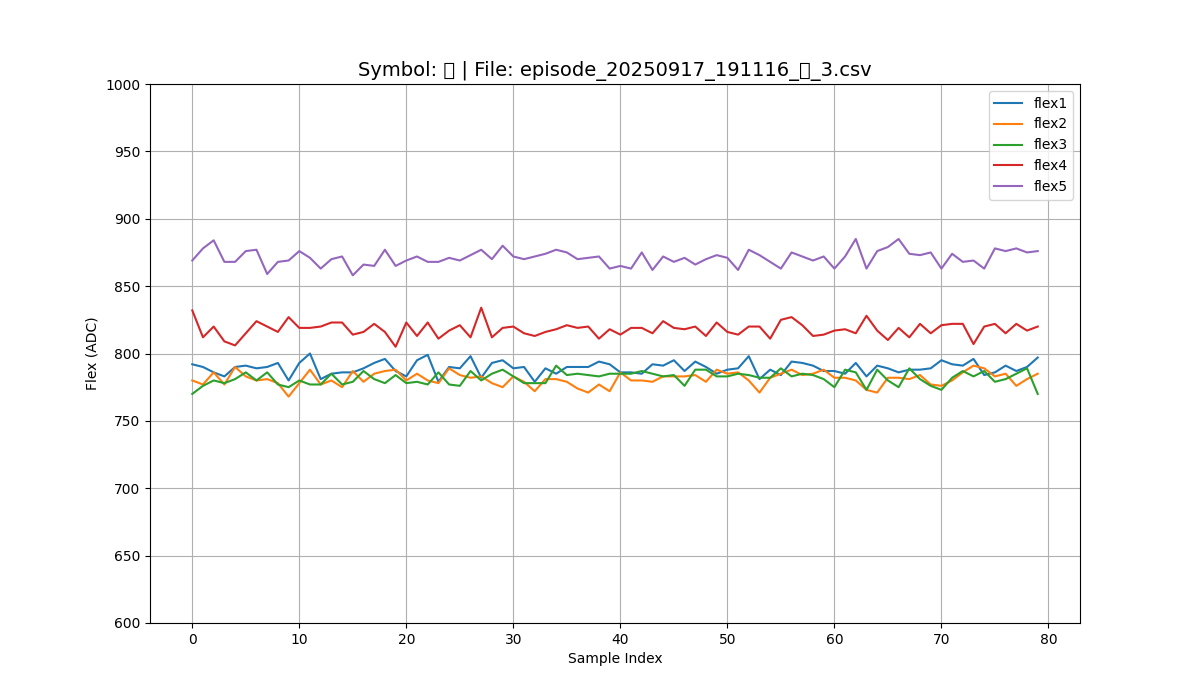 Symbol: | File: episode_20250917_191116_ _3.csv
1000
950
900
850
800
750
700
650
600
Flex (ADC)
0 10 20 30 40 50 60 70 80
Sample Index
flex1
flex2
flex3
flex4
flex5